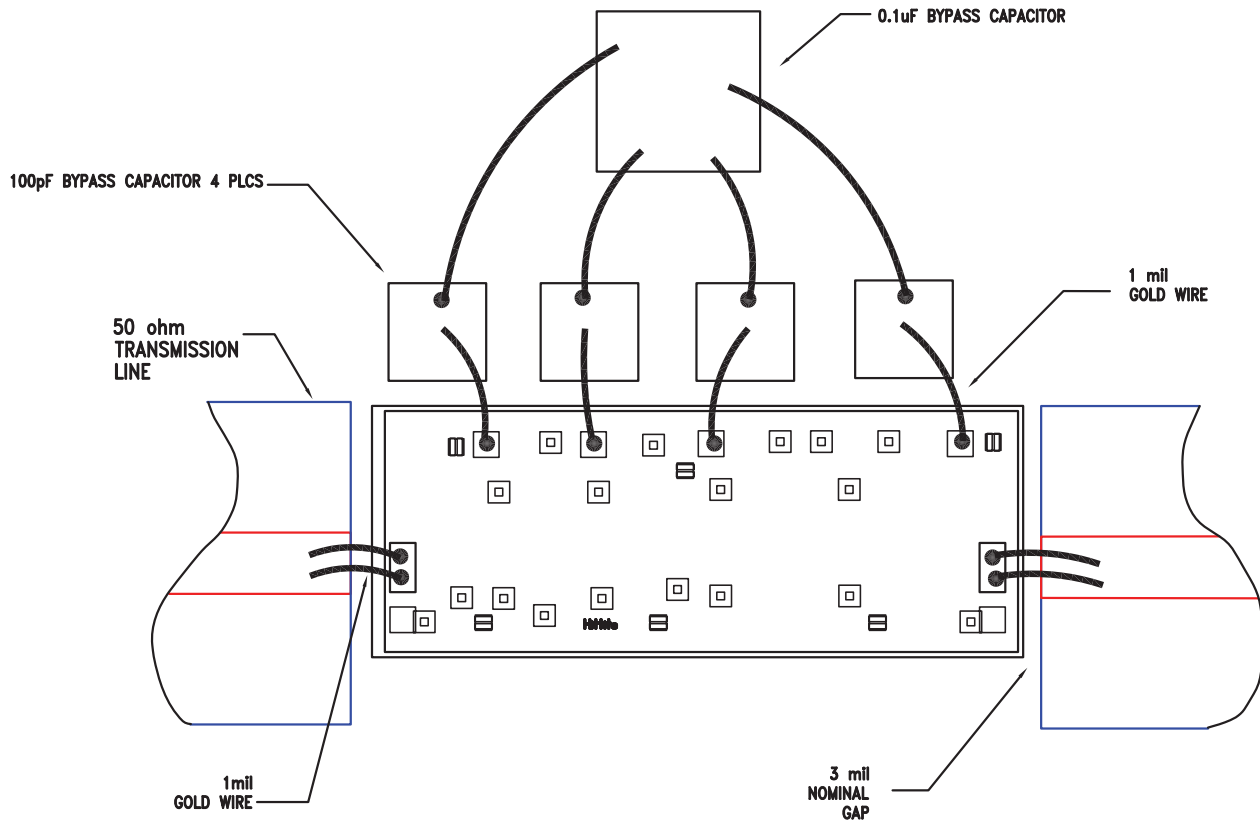 0.1uF BYPASS CAPACITOR
100pF BYPASS CAPACITOR 4 PLCS
1 mil
GOLD WIRE
50 ohm
TRANSMISSION
LINE
1mil
GOLD WIRE
3 mil
NOMINAL
GAP